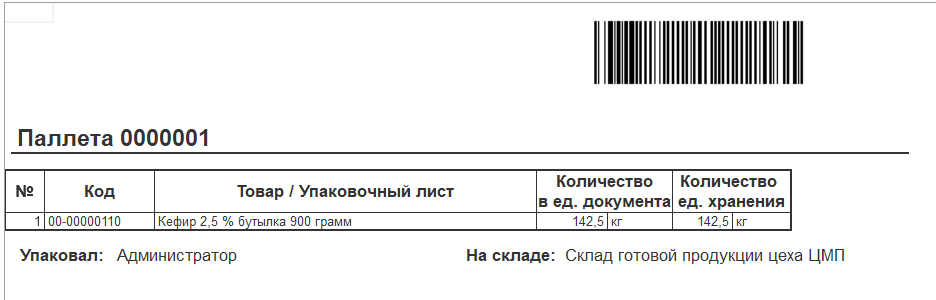 Паллета 0000001
№ Код Товар / Упаковочный лист Количество в ед. документа Количество ед. хранения
1 00-00000110 Кефир 2,5 % бутылка 900 грамм 142,5 кг 142,5 кг
Упаковал: Администратор На складе: Склад готовой продукции цеха ЦМП